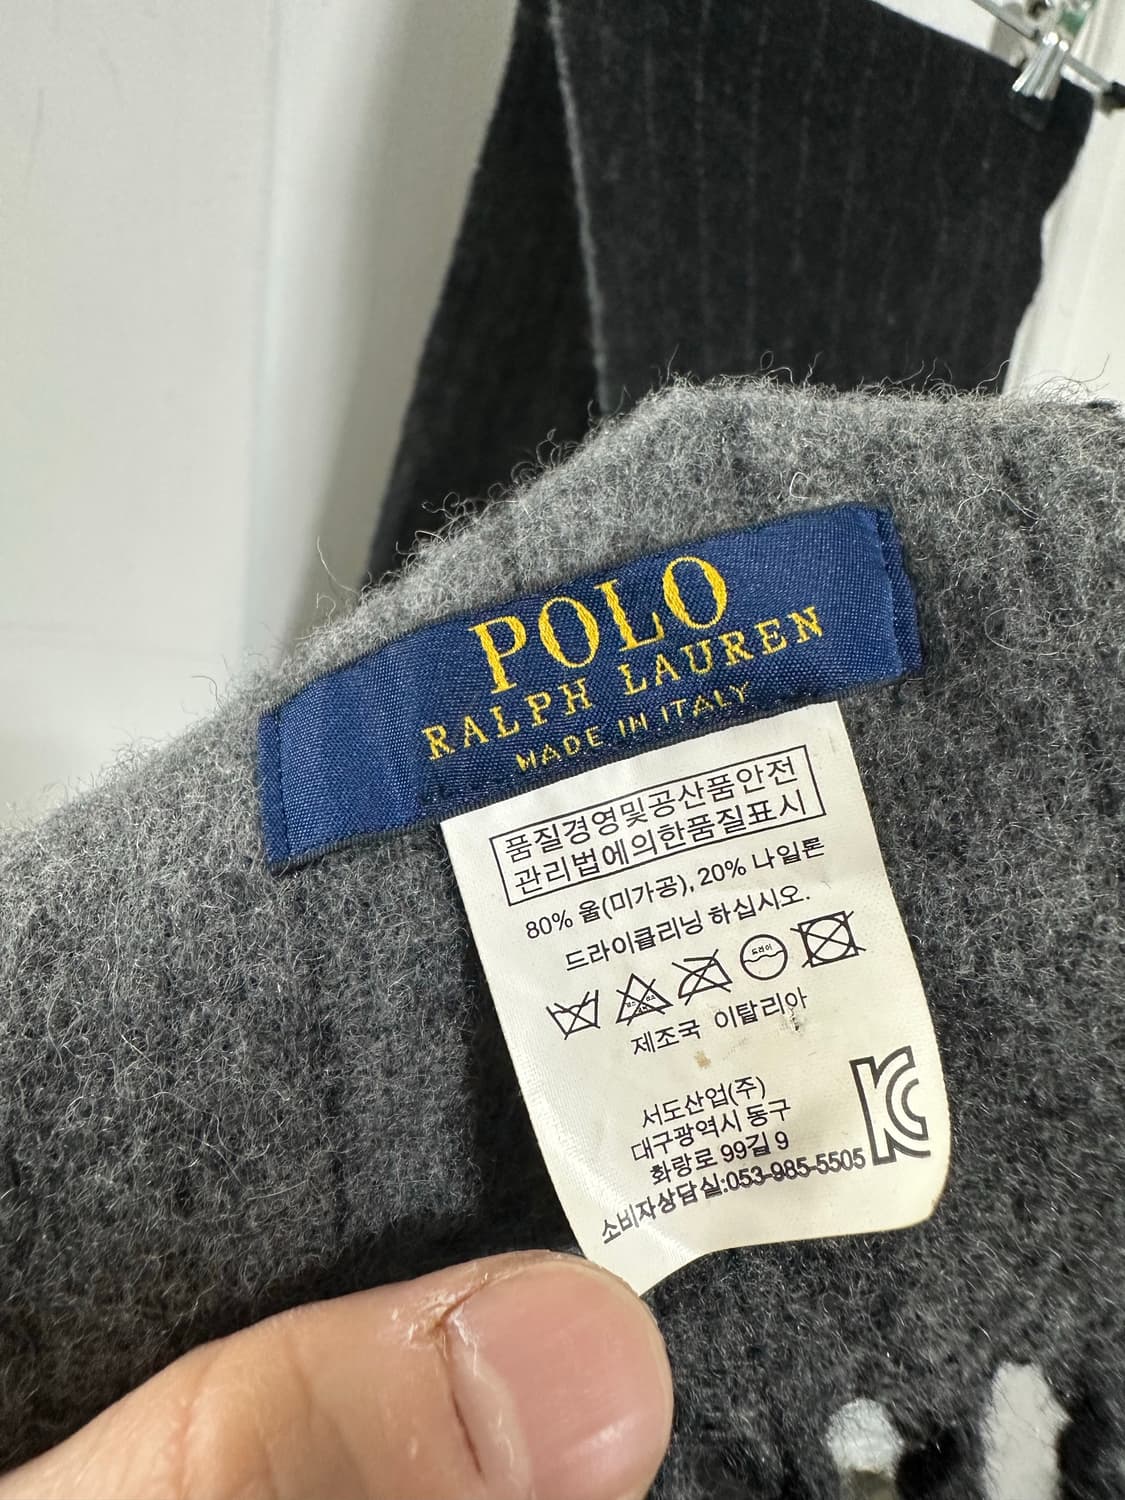 POLO
RALPH LAUREN
MADE IN ITALY
품질경영및공산품안전
관리법에의한품질표시
80% 울(미가공), 20% 나일론
드라이클리닝 하십시오.
드라이
제조국 이탈리아
서도산업(주)
대구광역시 동구
화랑로 99길 9
소비자상담실:053-985-5505